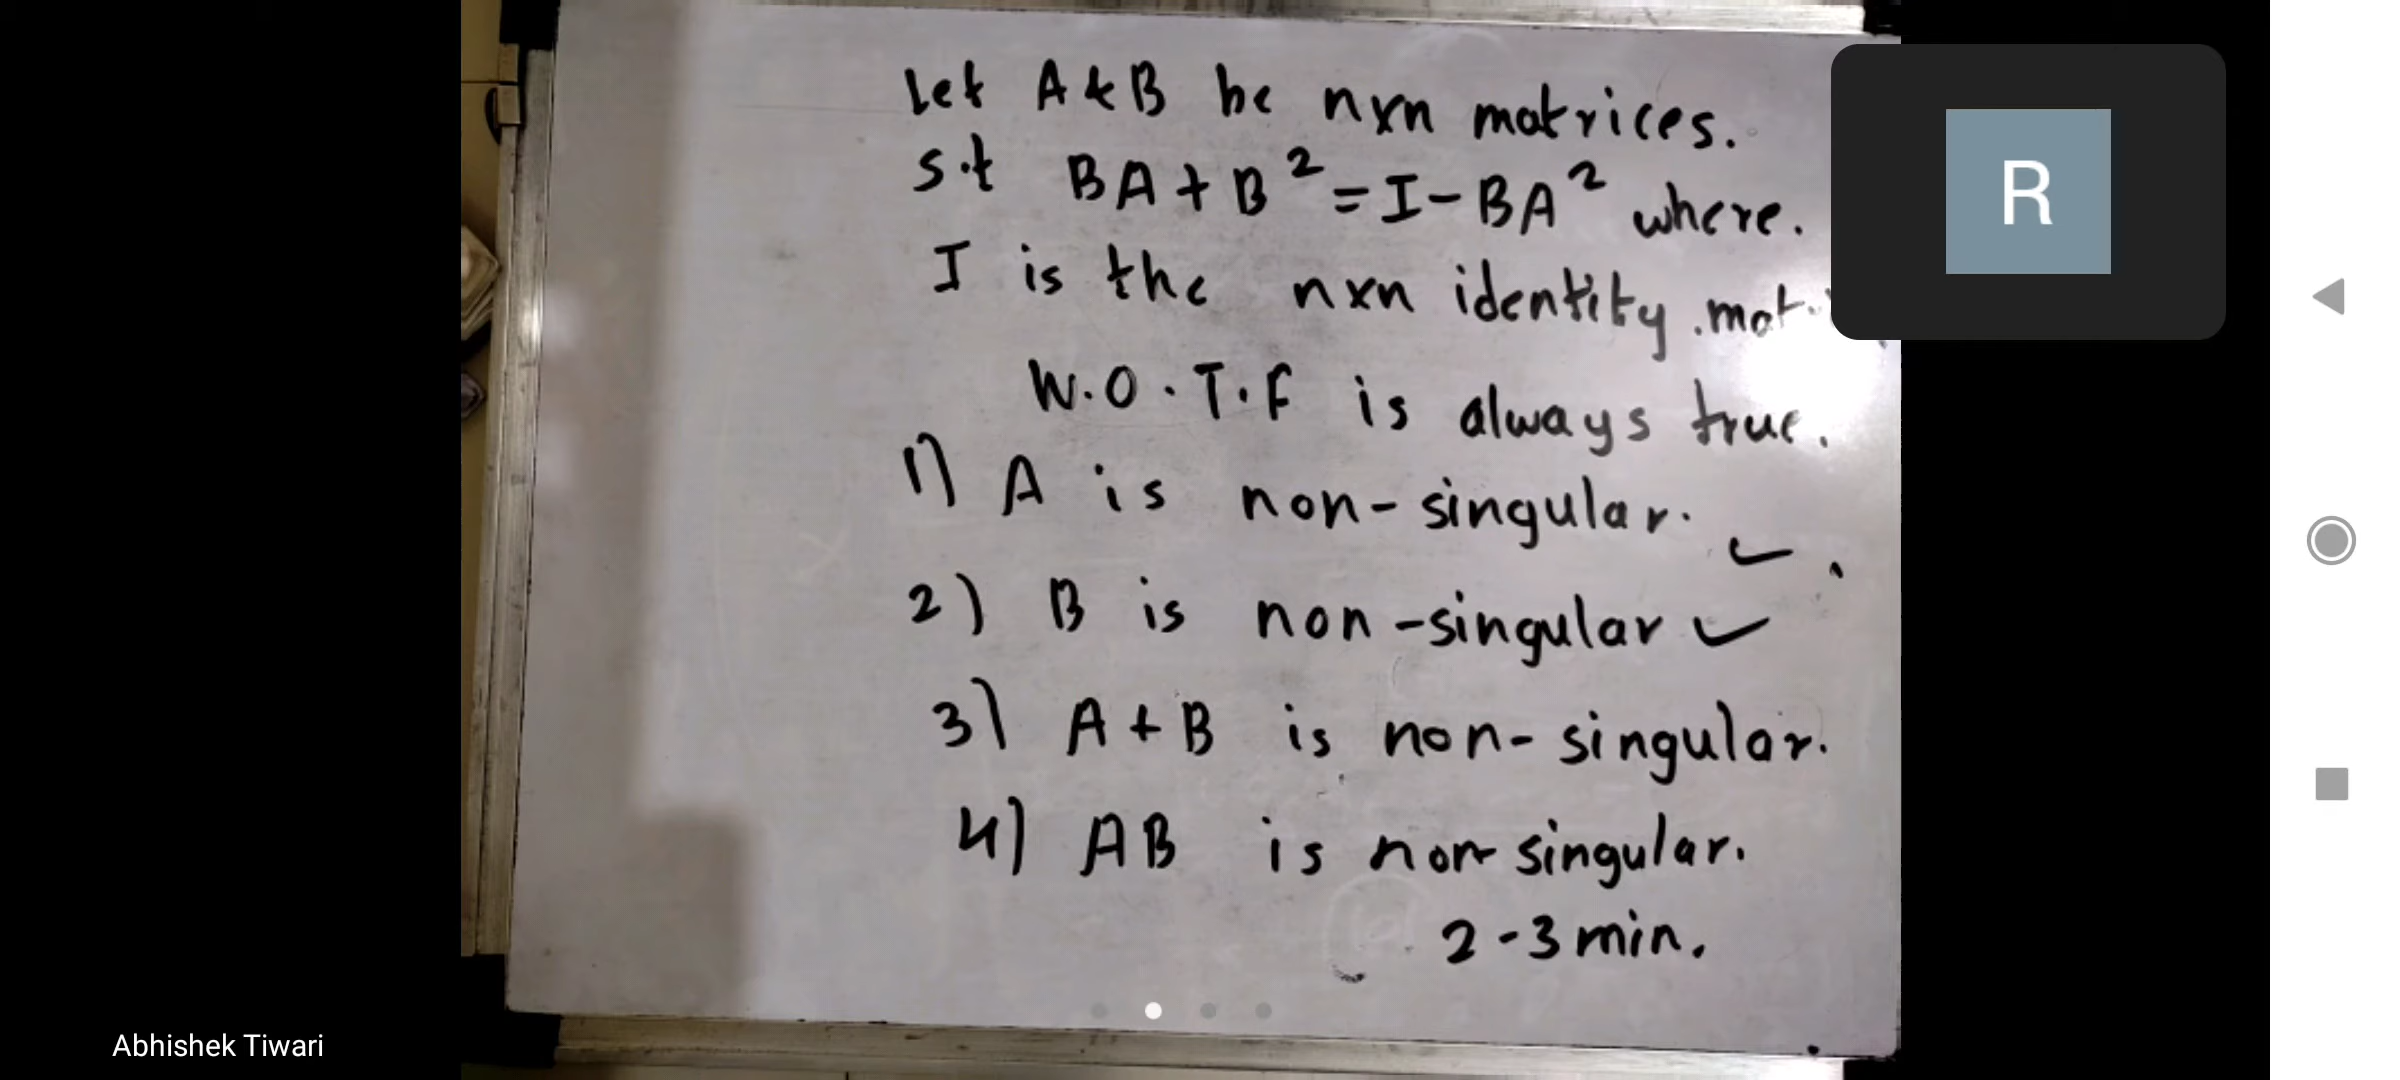 Let A & B be nxn matrices.
s.t BA + B² = I - BA² where.
I is the nxn identity
W.O.T.F is always true.
1) A is non-singular.
2) B is non-singular
3) A + B is non-singular.
4) AB is non singular.
2-3 min.
R
Abhishek Tiwari